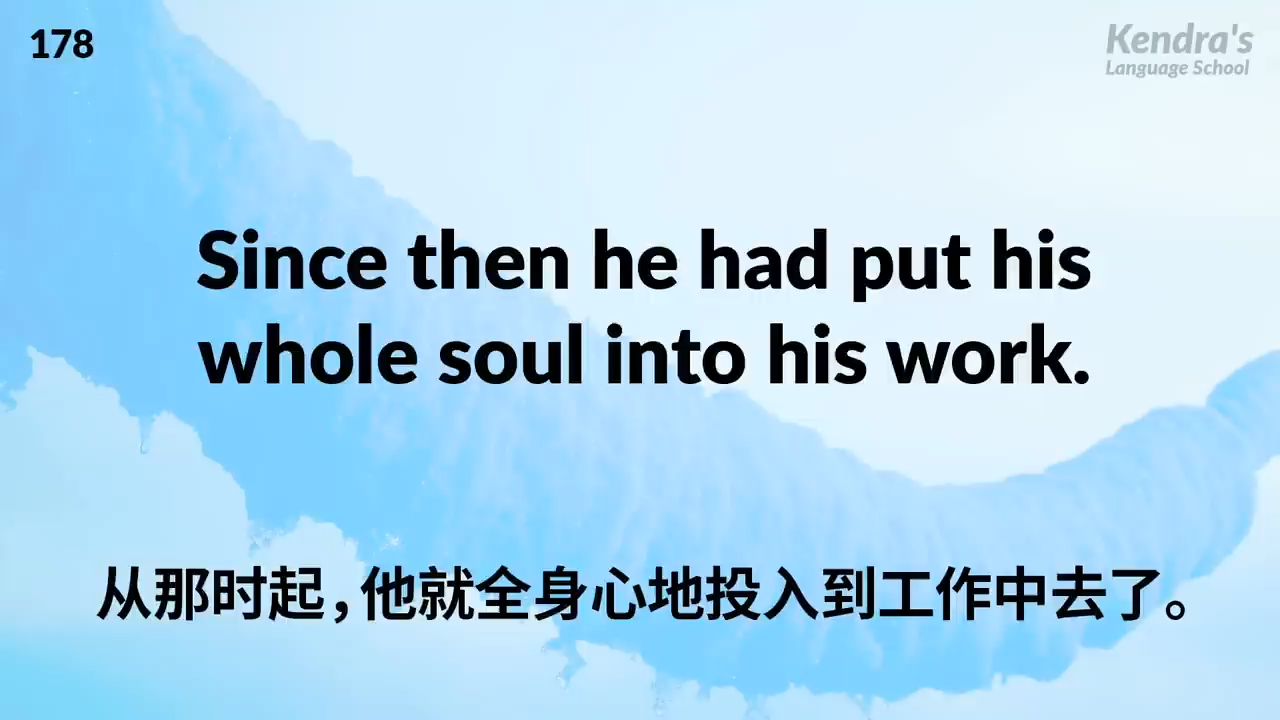 178
Kendra's
Language School
Since then he had put his
whole soul into his work.
从那时起，他就全身心地投入到工作中去了。